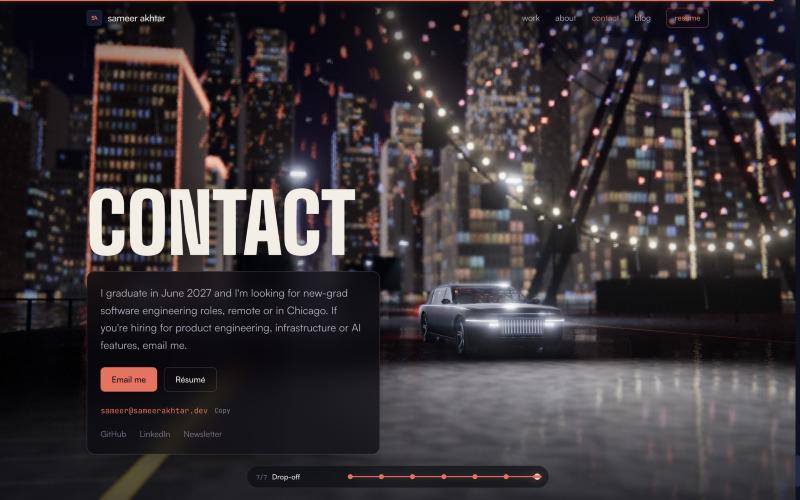 SA sameer akhtar
work about contact blog resume
CONTACT
I graduate in June 2027 and I'm looking for new-grad
software engineering roles, remote or in Chicago. If
you're hiring for product engineering, infrastructure or AI
features, email me.
Email me Résumé
sameer@sameerakhtar.dev Copy
GitHub LinkedIn Newsletter
7/7 Drop-off